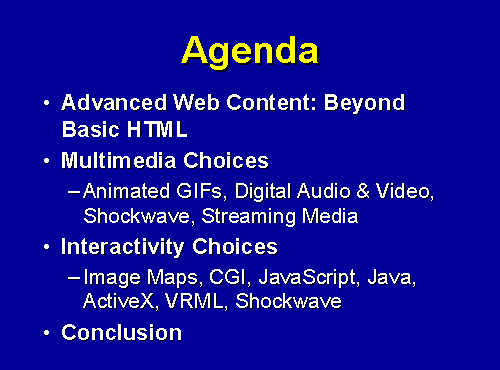 Agenda
• Advanced Web Content: Beyond
Basic HTML
• Multimedia Choices
–Animated GIFs, Digital Audio & Video,
Shockwave, Streaming Media
• Interactivity Choices
–Image Maps, CGI, JavaScript, Java,
ActiveX, VRML, Shockwave
• Conclusion